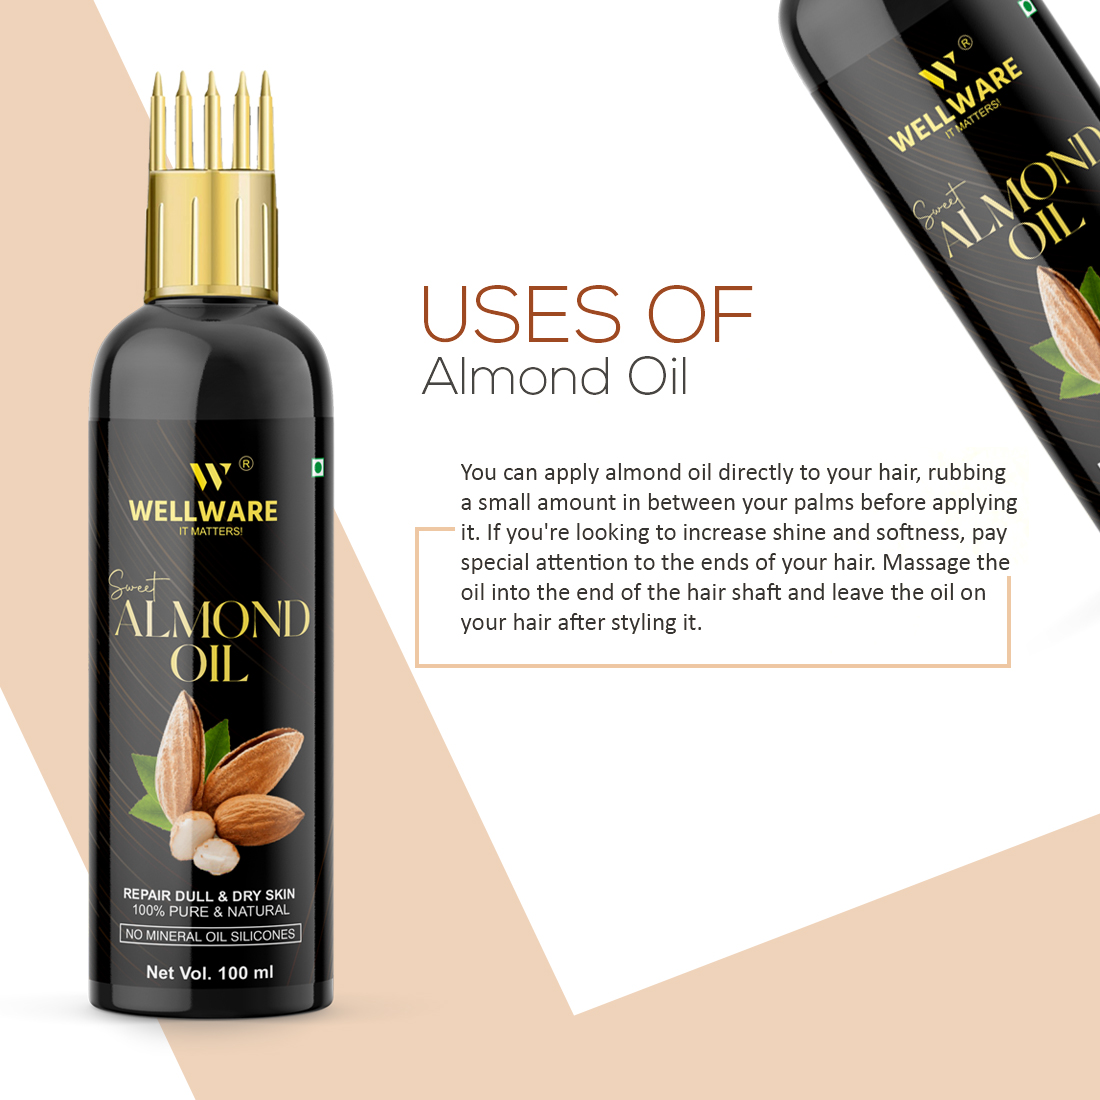 W ®
WELLWARE
IT MATTERS!
Sweet
ALMOND
OIL
USES OF
Almond Oil
You can apply almond oil directly to your hair, rubbing
a small amount in between your palms before applying
it. If you're looking to increase shine and softness, pay
special attention to the ends of your hair. Massage the
oil into the end of the hair shaft and leave the oil on
your hair after styling it.
W ®
WELLWARE
IT MATTERS!
Sweet
ALMOND
OIL
REPAIR DULL & DRY SKIN
100% PURE & NATURAL
NO MINERAL OIL SILICONES
Net Vol. 100 ml